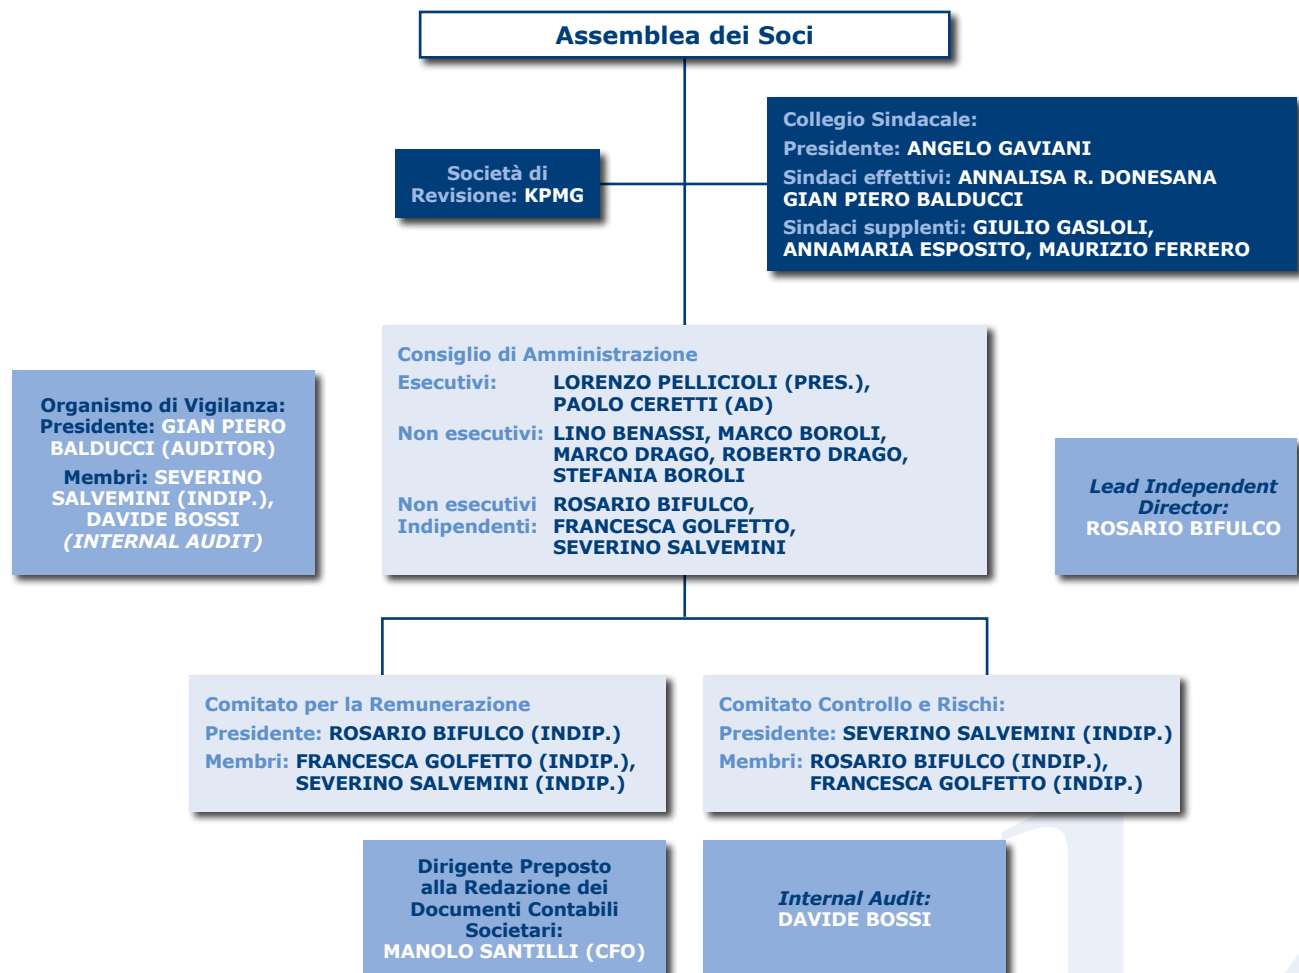 Assemblea dei Soci
Collegio Sindacale:
Presidente: ANGELO GAVIANI
Sindaci effettivi: ANNALISA R. DONESANA
GIAN PIERO BALDUCCI
Sindaci supplenti: GIULIO GASLOLI,
ANNAMARIA ESPOSITO, MAURIZIO FERRERO
Società di
Revisione: KPMG
Consiglio di Amministrazione
Esecutivi: LORENZO PELLICIOLI (PRES.),
PAOLO CERETTI (AD)
Non esecutivi: LINO BENASSI, MARCO BOROLI,
MARCO DRAGO, ROBERTO DRAGO,
STEFANIA BOROLI
Non esecutivi ROSARIO BIFULCO,
Indipendenti: FRANCESCA GOLFETTO,
SEVERINO SALVEMINI
Organismo di Vigilanza:
Presidente: GIAN PIERO
BALDUCCI (AUDITOR)
Membri: SEVERINO
SALVEMINI (INDIP.),
DAVIDE BOSSI
(INTERNAL AUDIT)
Lead Independent
Director:
ROSARIO BIFULCO
Comitato per la Remunerazione
Presidente: ROSARIO BIFULCO (INDIP.)
Membri: FRANCESCA GOLFETTO (INDIP.),
SEVERINO SALVEMINI (INDIP.)
Comitato Controllo e Rischi:
Presidente: SEVERINO SALVEMINI (INDIP.)
Membri: ROSARIO BIFULCO (INDIP.),
FRANCESCA GOLFETTO (INDIP.)
Dirigente Preposto
alla Redazione dei
Documenti Contabili
Societari:
MANOLO SANTILLI (CFO)
Internal Audit:
DAVIDE BOSSI